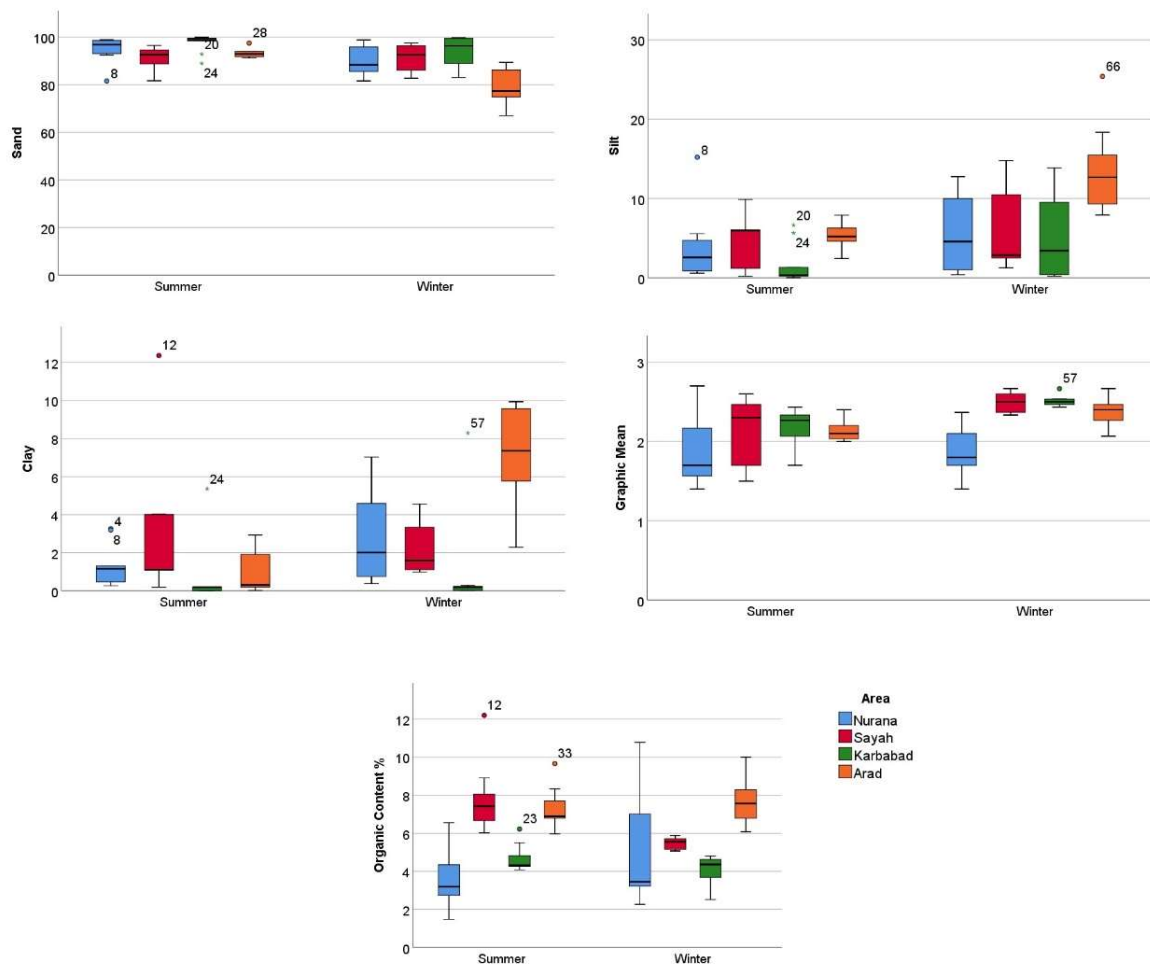 Sand
100
80
60
40
20
0
8
20
24
28
Summer
Winter
Silt
30
20
10
0
8
20
24
66
Summer
Winter
Clay
12
10
8
6
4
2
0
4
8
12
24
57
Summer
Winter
Graphic Mean
3
2
1
0
57
Summer
Winter
Organic Content %
12
10
8
6
4
2
0
12
23
33
Summer
Winter
Area
Nurana
Sayah
Karbabad
Arad